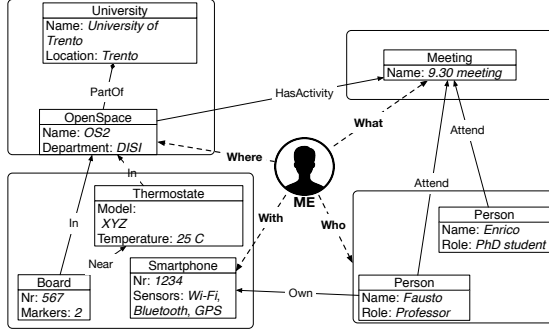 University
Name: University of
Trento
Location: Trento
PartOf
OpenSpace
Name: OS2
Department: DISI
HasActivity
Meeting
Name: 9.30 meeting
What
Attend
Where
In
ME
Attend
Thermostate
Model:
XYZ
Temperature: 25 C
With
Who
In
Near
Person
Name: Enrico
Role: PhD student
Board
Nr: 567
Markers: 2
Smartphone
Nr: 1234
Sensors: Wi-Fi,
Bluetooth, GPS
Own
Person
Name: Fausto
Role: Professor